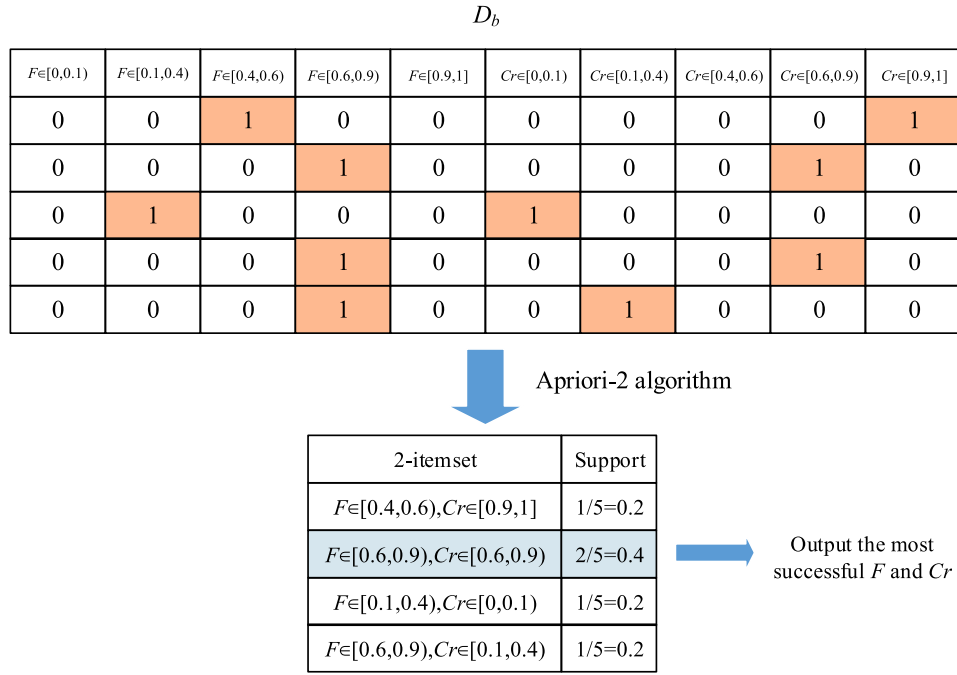 D_b
F∈[0,0.1) F∈[0.1,0.4) F∈[0.4,0.6) F∈[0.6,0.9) F∈[0.9,1] Cr∈[0,0.1) Cr∈[0.1,0.4) Cr∈[0.4,0.6) Cr∈[0.6,0.9) Cr∈[0.9,1]
0 0 1 0 0 0 0 0 0 1
0 0 0 1 0 0 0 0 1 0
0 1 0 0 0 1 0 0 0 0
0 0 0 1 0 0 0 0 1 0
0 0 0 1 0 0 1 0 0 0
Apriori-2 algorithm
2-itemset Support
F∈[0.4,0.6),Cr∈[0.9,1] 1/5=0.2
F∈[0.6,0.9),Cr∈[0.6,0.9) 2/5=0.4
F∈[0.1,0.4),Cr∈[0,0.1) 1/5=0.2
F∈[0.6,0.9),Cr∈[0.1,0.4) 1/5=0.2
Output the most
successful F and Cr